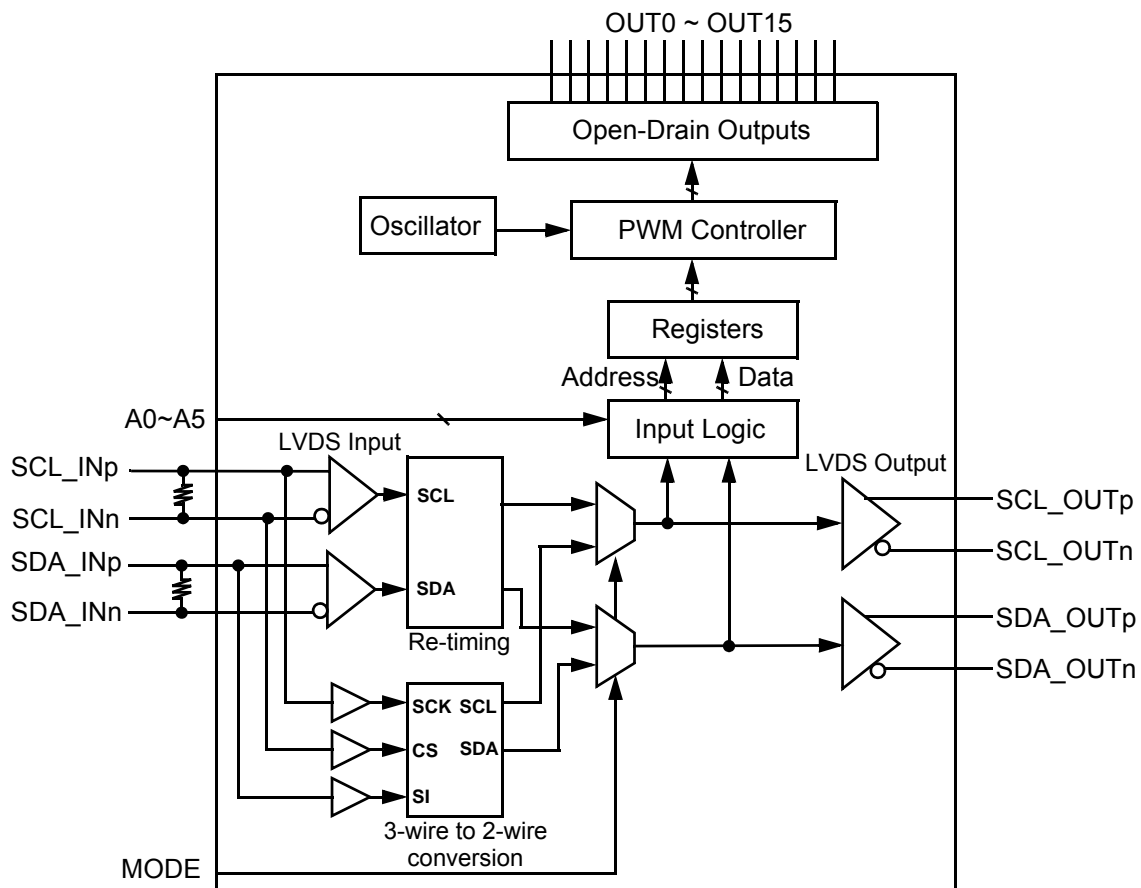 OUT0 ~ OUT15
Open-Drain Outputs
Oscillator
PWM Controller
Registers
Address
Data
A0~A5
Input Logic
LVDS Input
LVDS Output
SCL_INp
SCL_INn
SDA_INp
SDA_INn
SCL
SDA
Re-timing
SCL_OUTp
SCL_OUTn
SDA_OUTp
SDA_OUTn
SCK SCL
CS SDA
SI
3-wire to 2-wire
conversion
MODE